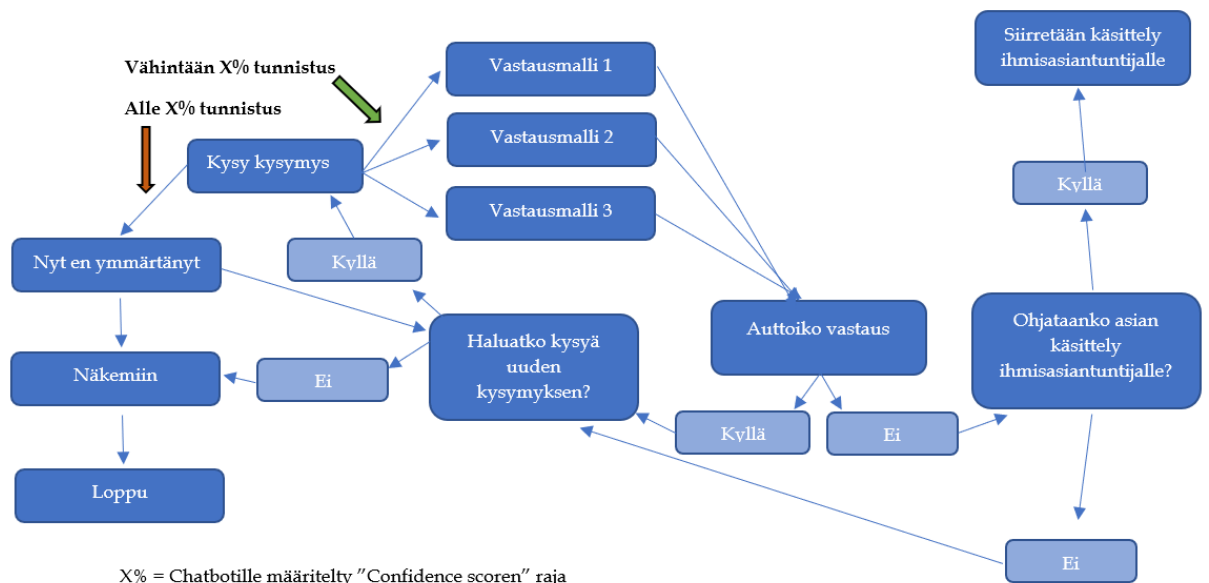 Siirretään käsittely
ihmisasiantuntijalle
Vähintään X% tunnistus
Alle X% tunnistus
Vastausmalli 1
Vastausmalli 2
Vastausmalli 3
Kysy kysymys
Kyllä
Nyt en ymmärtänyt
Kyllä
Haluatko kysyä
uuden
kysymyksen?
Auttoiko vastaus
Ohjataanko asian
käsittely
ihmisasiantuntijalle?
Näkemiin
Ei
Kyllä
Ei
Loppu
Ei
X% = Chatbotille määritelty ”Confidence scoren” raja